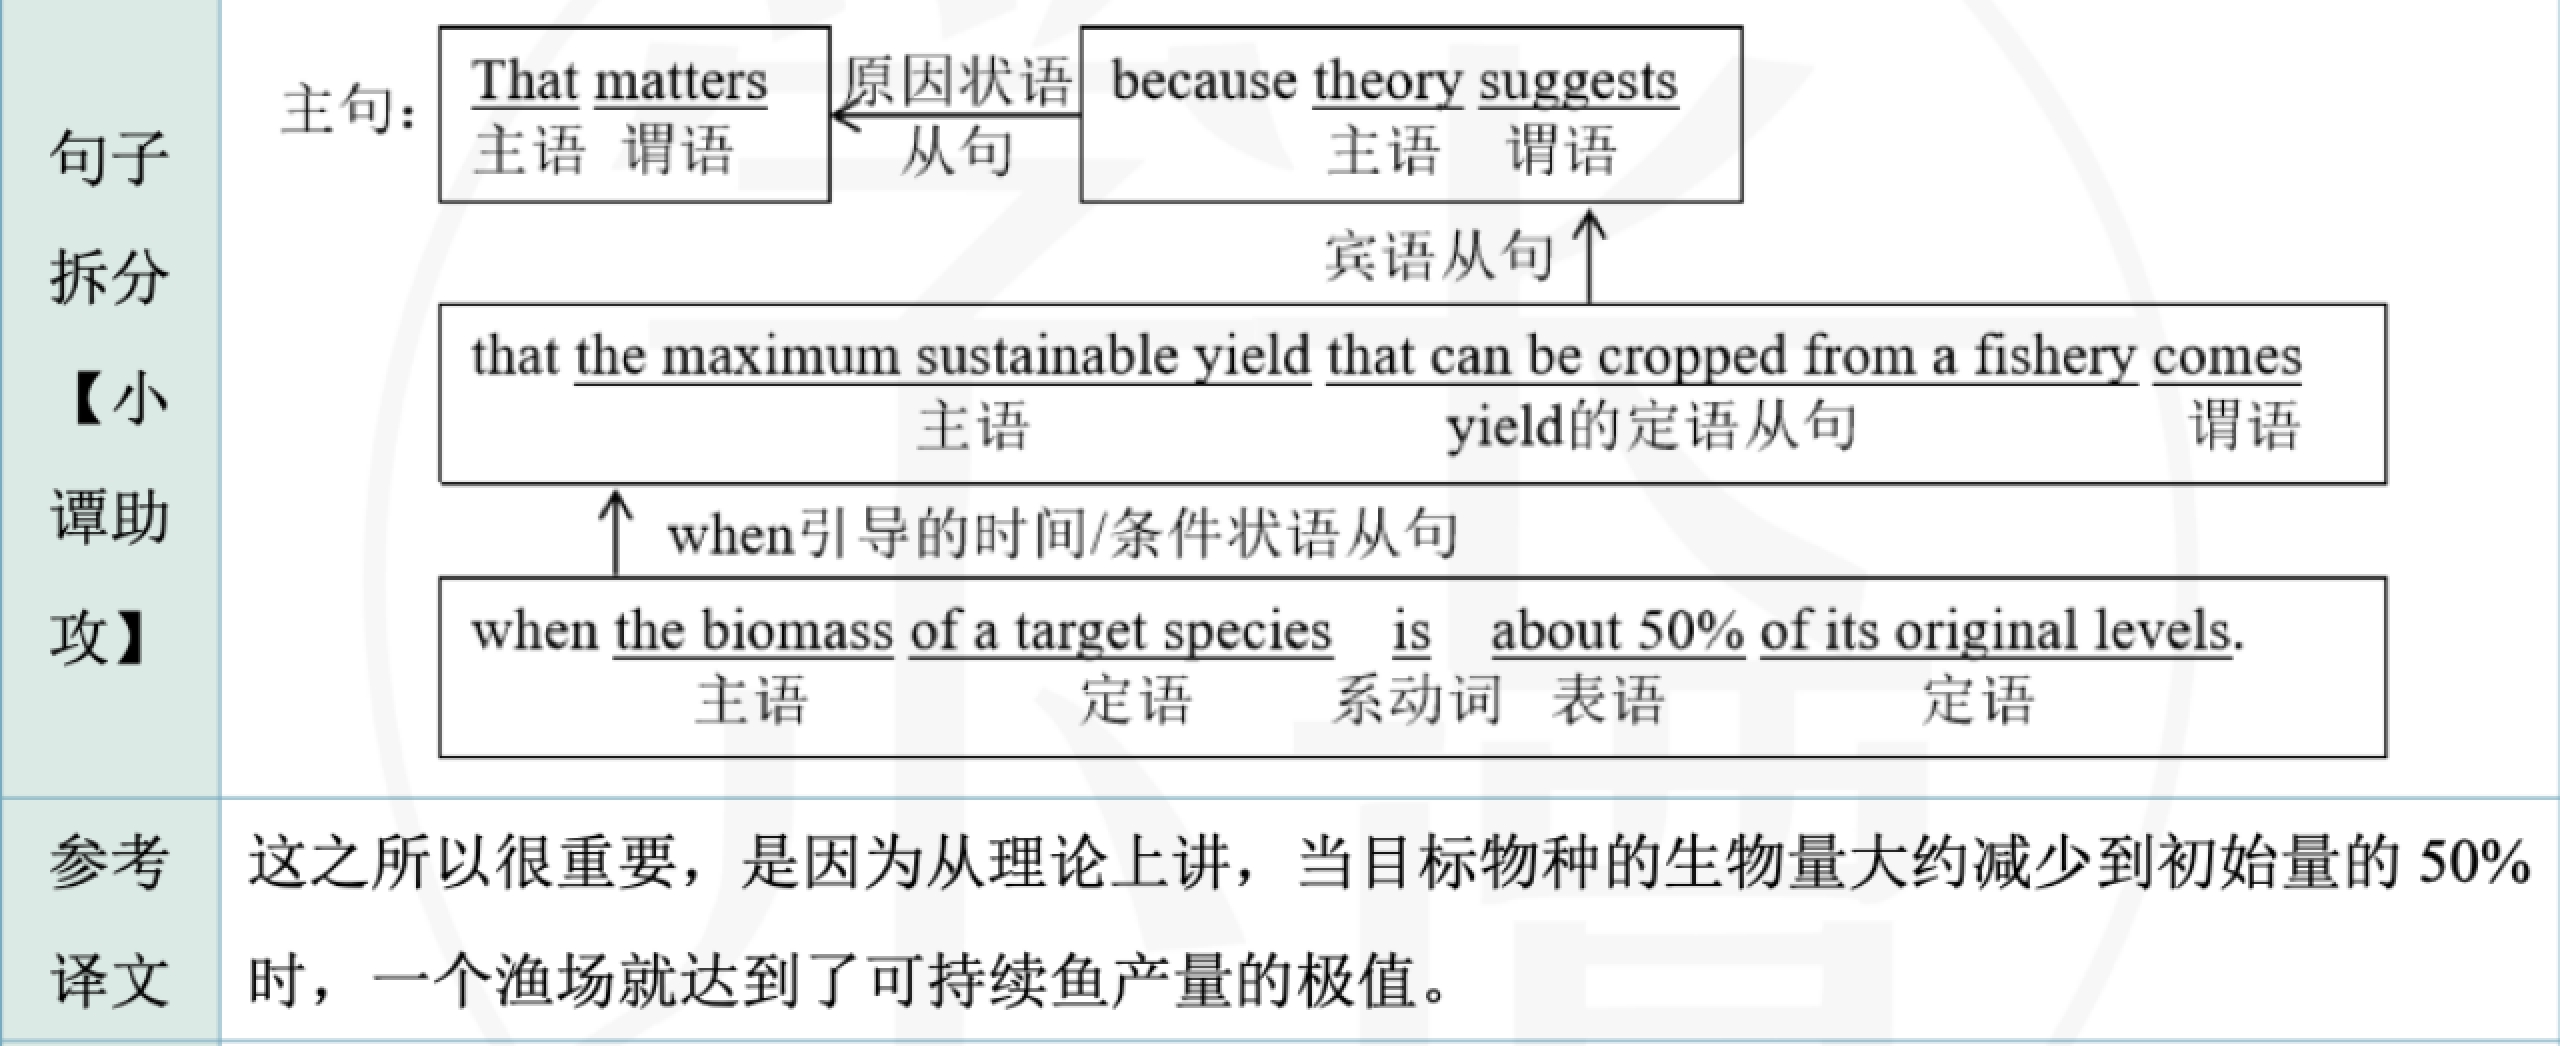 句子
拆分
【小
谭助
攻】
主句：
That matters
主语 谓语
原因状语
从句
because theory suggests
主语 谓语
宾语从句
that the maximum sustainable yield that can be cropped from a fishery comes
主语 yield的定语从句 谓语
when引导的时间/条件状语从句
when the biomass of a target species is about 50% of its original levels.
主语 定语 系动词 表语 定语
参考
译文
这之所以很重要，是因为从理论上讲，当目标物种的生物量大约减少到初始量的 50%
时，一个渔场就达到了可持续鱼产量的极值。